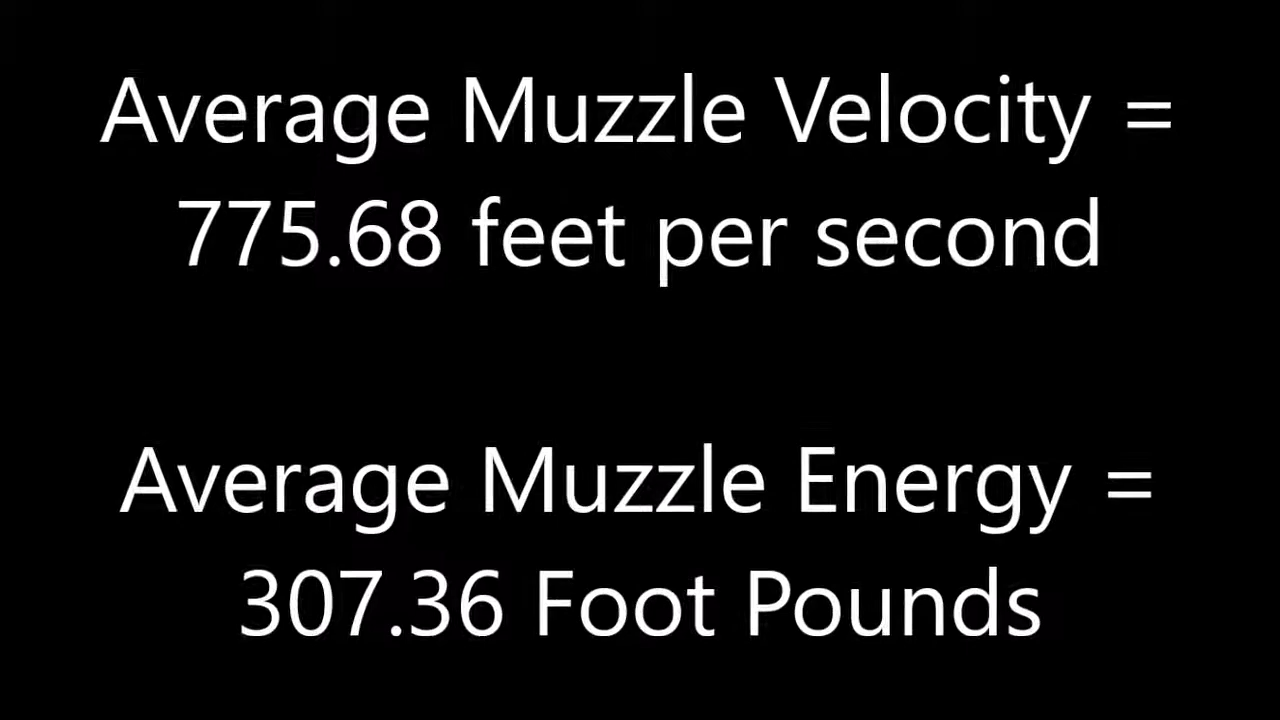 Average Muzzle Velocity =
775.68 feet per second
Average Muzzle Energy =
307.36 Foot Pounds